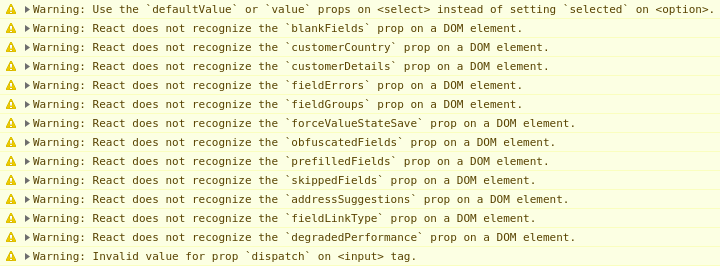 Warning: Use the `defaultValue` or `value` props on <select> instead of setting `selected` on <option>.
Warning: React does not recognize the `blankFields` prop on a DOM element.
Warning: React does not recognize the `customerCountry` prop on a DOM element.
Warning: React does not recognize the `customerDetails` prop on a DOM element.
Warning: React does not recognize the `fieldErrors` prop on a DOM element.
Warning: React does not recognize the `fieldGroups` prop on a DOM element.
Warning: React does not recognize the `forceValueStateSave` prop on a DOM element.
Warning: React does not recognize the `obfuscatedFields` prop on a DOM element.
Warning: React does not recognize the `prefilledFields` prop on a DOM element.
Warning: React does not recognize the `skippedFields` prop on a DOM element.
Warning: React does not recognize the `addressSuggestions` prop on a DOM element.
Warning: React does not recognize the `fieldLinkType` prop on a DOM element.
Warning: React does not recognize the `degradedPerformance` prop on a DOM element.
Warning: Invalid value for prop `dispatch` on <input> tag.